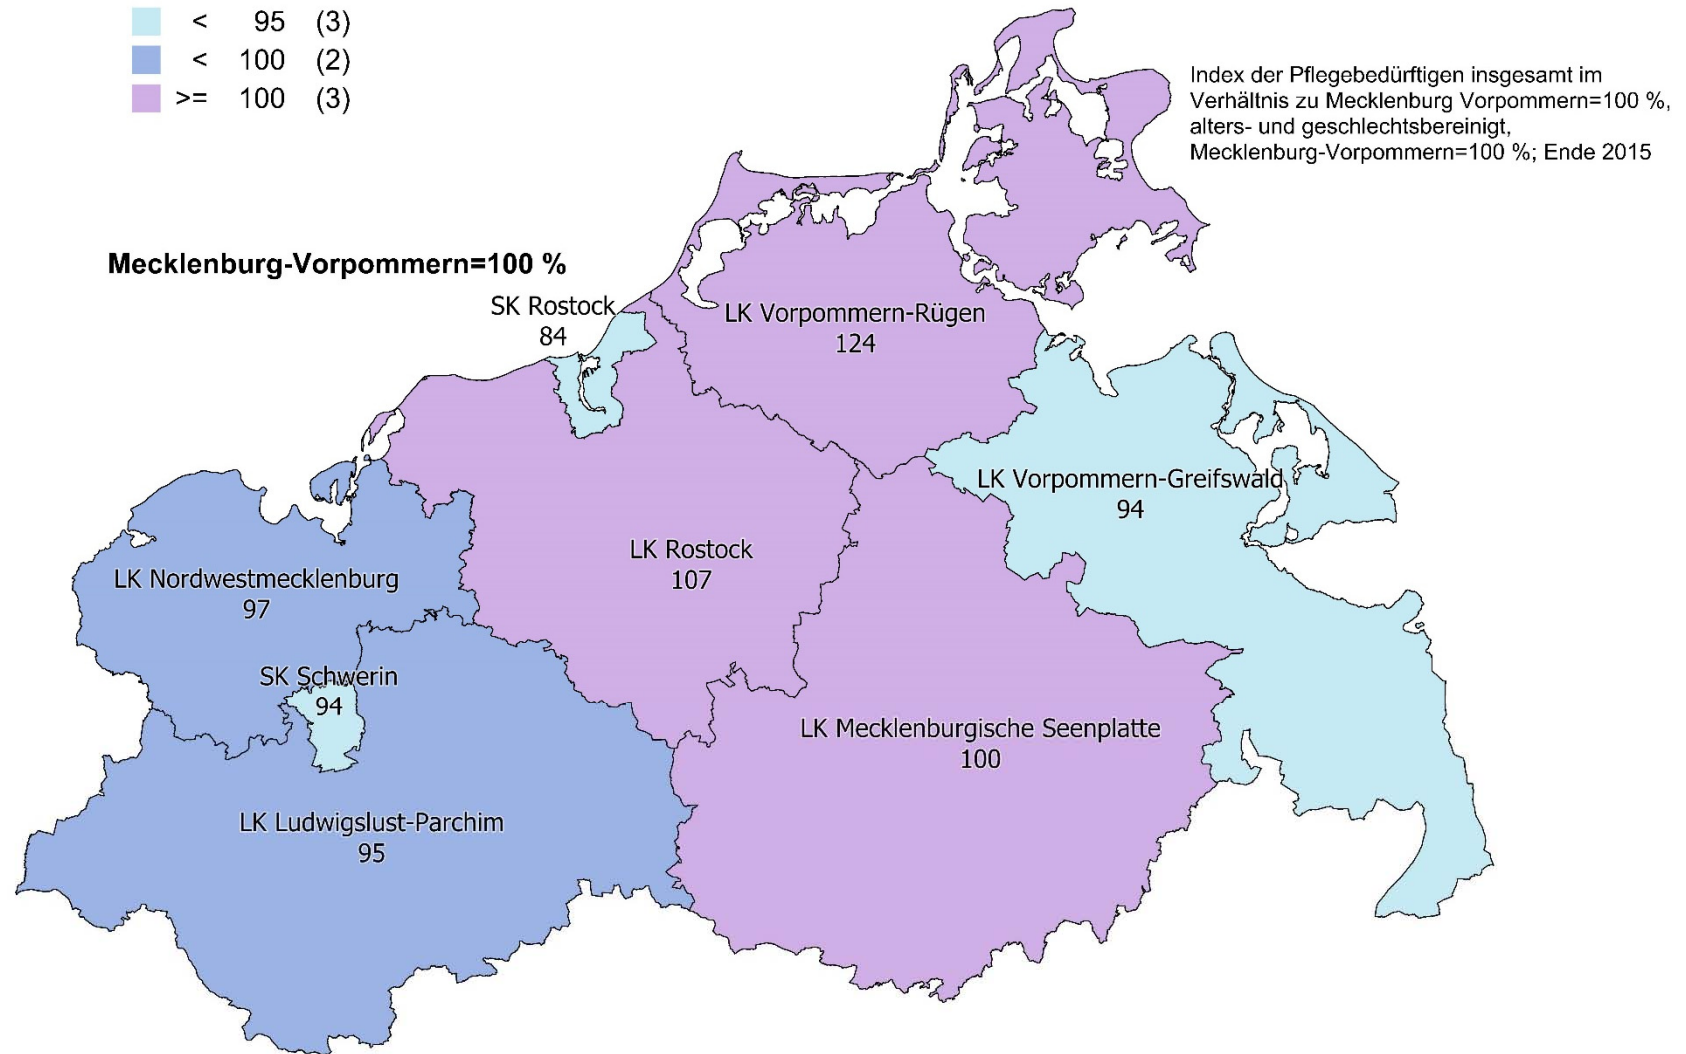 < 95 (3)
< 100 (2)
>= 100 (3)
Index der Pflegebedürftigen insgesamt im
Verhältnis zu Mecklenburg Vorpommern=100 %,
alters- und geschlechtsbereinigt,
Mecklenburg-Vorpommern=100 %; Ende 2015
Mecklenburg-Vorpommern=100 %
SK Rostock
84
LK Vorpommern-Rügen
124
LK Vorpommern-Greifswald
94
LK Rostock
107
LK Nordwestmecklenburg
97
SK Schwerin
94
LK Mecklenburgische Seenplatte
100
LK Ludwigslust-Parchim
95